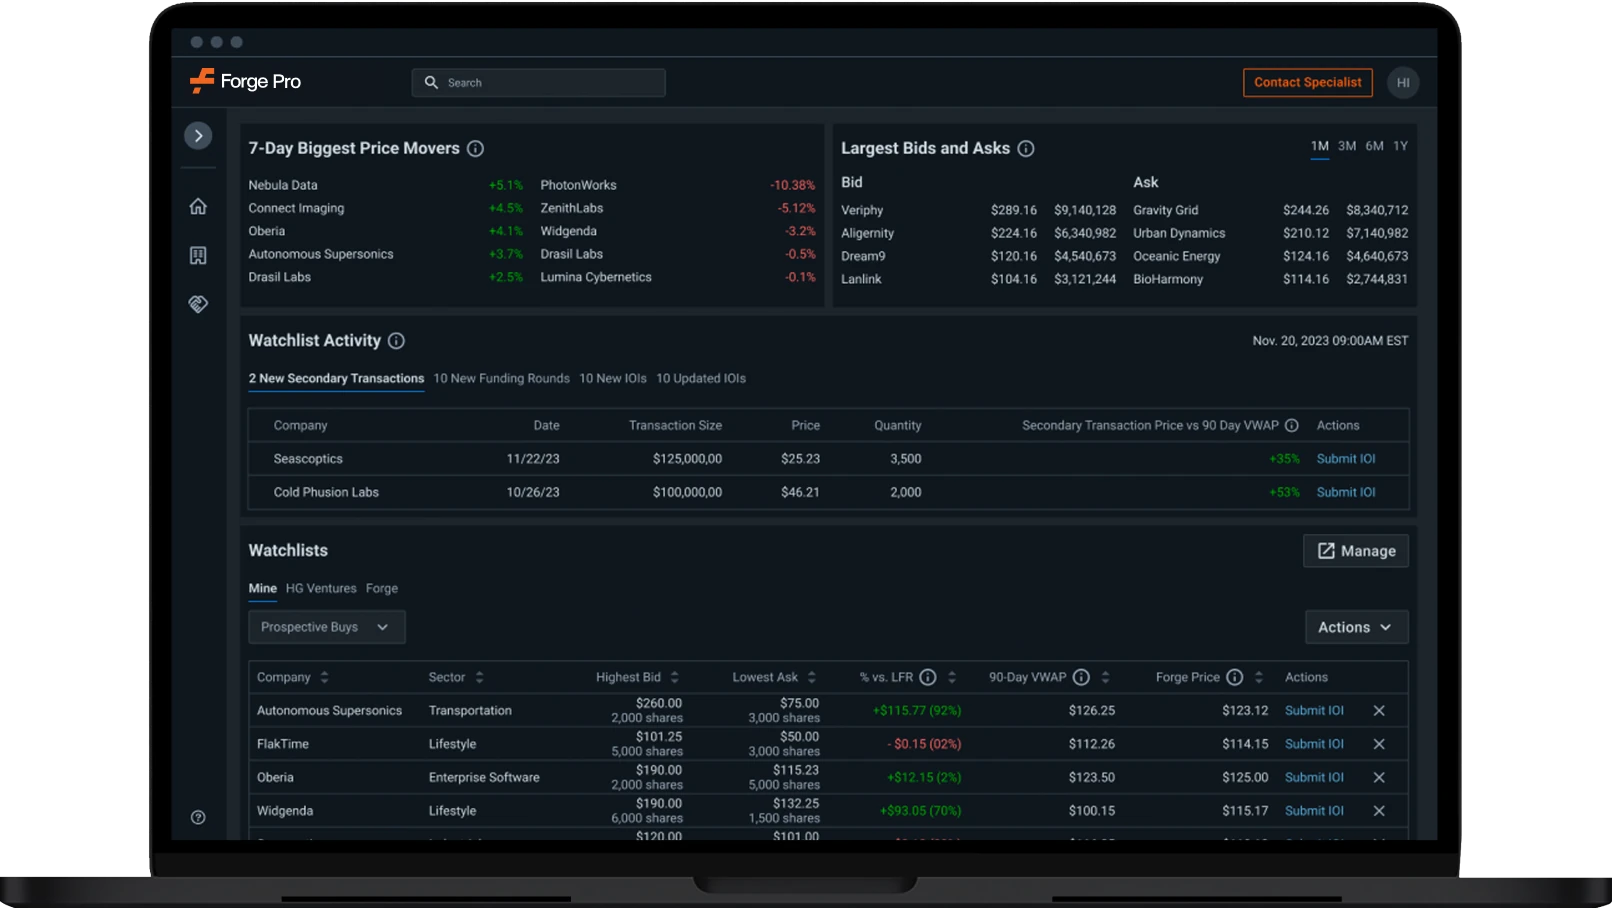 Forge Pro
Search
Contact Specialist
HI
7-Day Biggest Price Movers
Nebula Data +5.1% PhotonWorks -10.38%
Connect Imaging +4.5% ZenithLabs -5.12%
Oberia +4.1% Widgenda -3.2%
Autonomous Supersonics +3.7% Drasil Labs -0.5%
Drasil Labs +2.5% Lumina Cybernetics -0.1%
Largest Bids and Asks
1M 3M 6M 1Y
Bid Ask
Veriphy $289.16 $9,140,128 Gravity Grid $244.26 $8,340,712
Aligernity $224.16 $6,340,982 Urban Dynamics $210.12 $7,140,982
Dream9 $120.16 $4,540,673 Oceanic Energy $124.16 $4,640,673
Lanlink $104.16 $3,121,244 BioHarmony $114.16 $2,744,831
Watchlist Activity
Nov. 20, 2023 09:00AM EST
2 New Secondary Transactions 10 New Funding Rounds 10 New IOIs 10 Updated IOIs
Company Date Transaction Size Price Quantity Secondary Transaction Price vs 90 Day VWAP Actions
Seascoptics 11/22/23 $125,000,00 $25.23 3,500 +35% Submit IOI
Cold Phusion Labs 10/26/23 $100,000,00 $46.21 2,000 +53% Submit IOI
Watchlists
Manage
Mine HG Ventures Forge
Prospective Buys
Actions
Company Sector Highest Bid Lowest Ask % vs. LFR 90-Day VWAP Forge Price Actions
Autonomous Supersonics Transportation $260.00 $75.00 +$115.77 (92%) $126.25 $123.12 Submit IOI
2,000 shares 3,000 shares
FlakTime Lifestyle $101.25 $50.00 - $0.15 (02%) $112.26 $114.15 Submit IOI
5,000 shares 3,000 shares
Oberia Enterprise Software $190.00 $115.23 +$12.15 (2%) $123.50 $125.00 Submit IOI
2,000 shares 5,000 shares
Widgenda Lifestyle $190.00 $132.25 +$93.05 (70%) $100.15 $115.17 Submit IOI
6,000 shares 1,500 shares
$120.00 $101.00